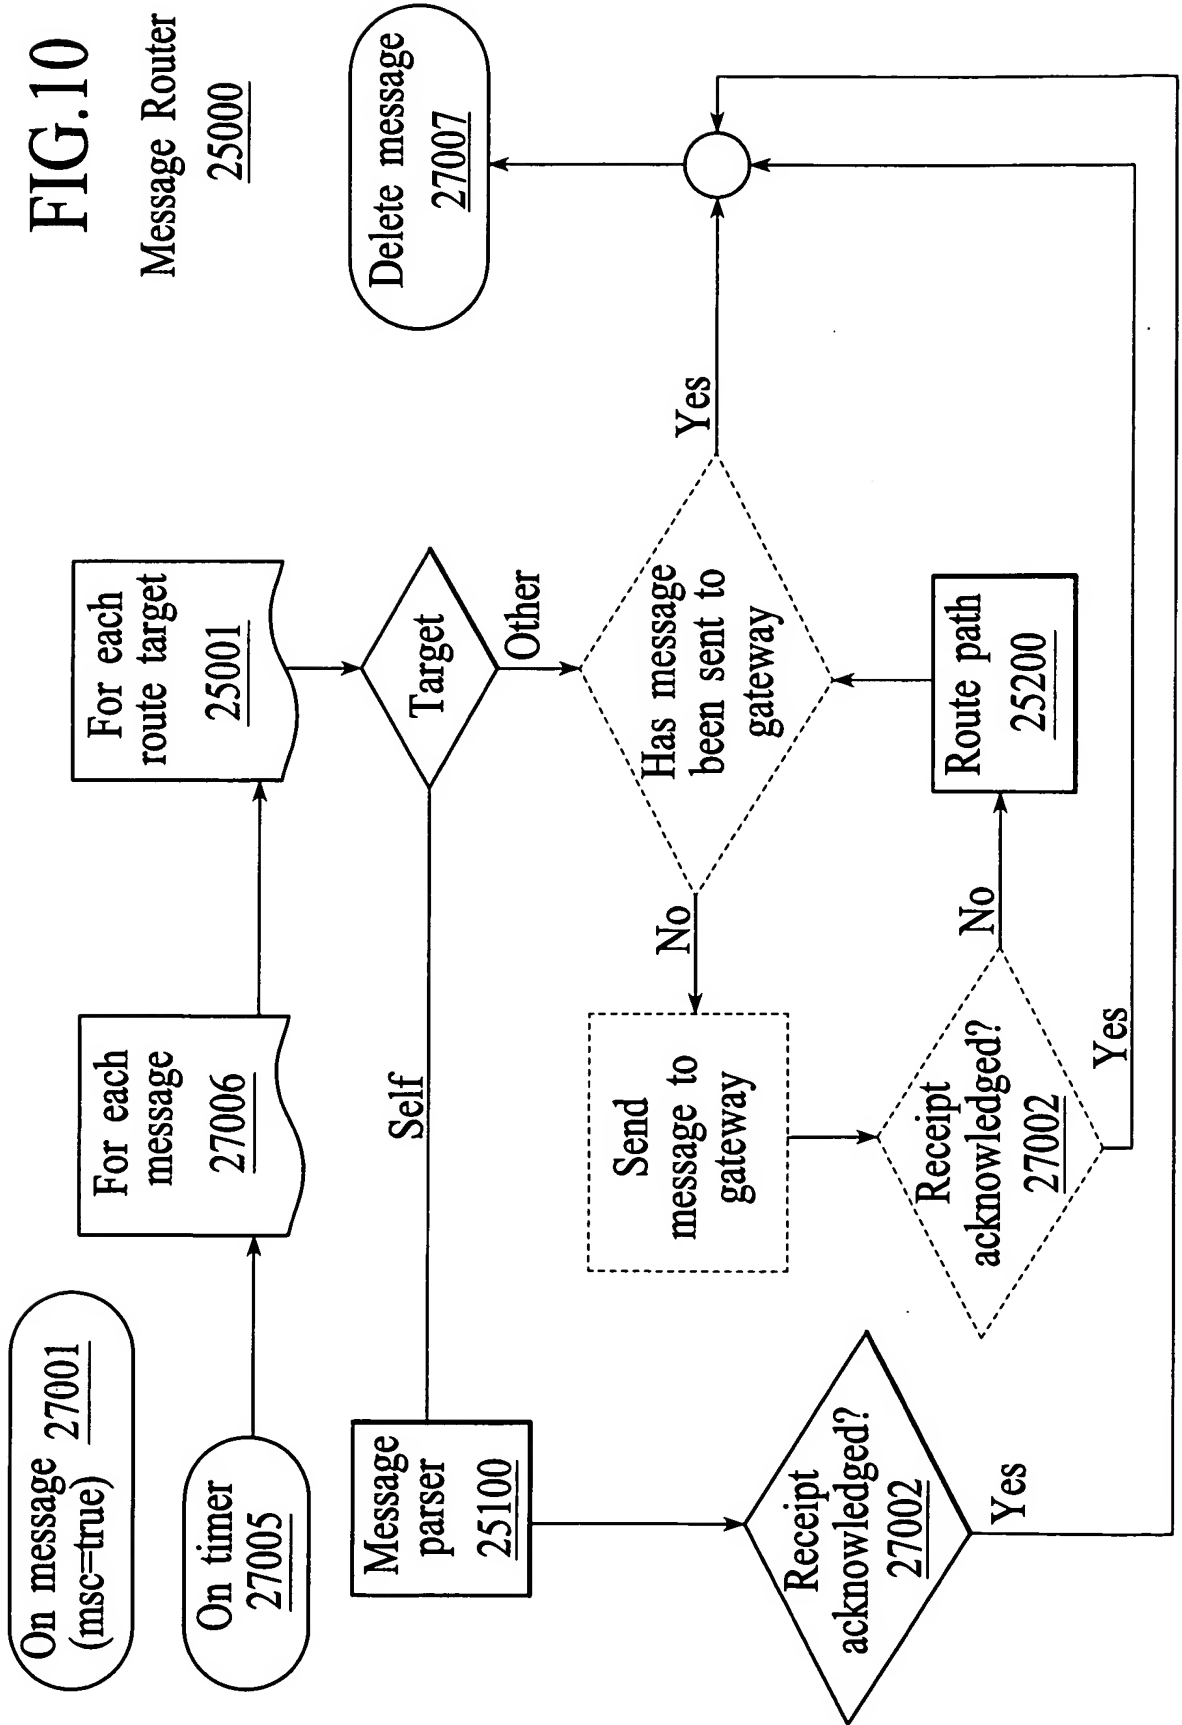 FIG.10
Message Router
25000
On message 27001
(msc=true)
On timer
27005
For each
message
27006
For each
route target
25001
Delete message
27007
Message
parser
25100
Self
Target
Other
Receipt
acknowledged?
27002
Yes
Send
message to
gateway
No
Has message
been sent to
gateway
Yes
Receipt
acknowledged?
27002
No
Yes
Route path
25200